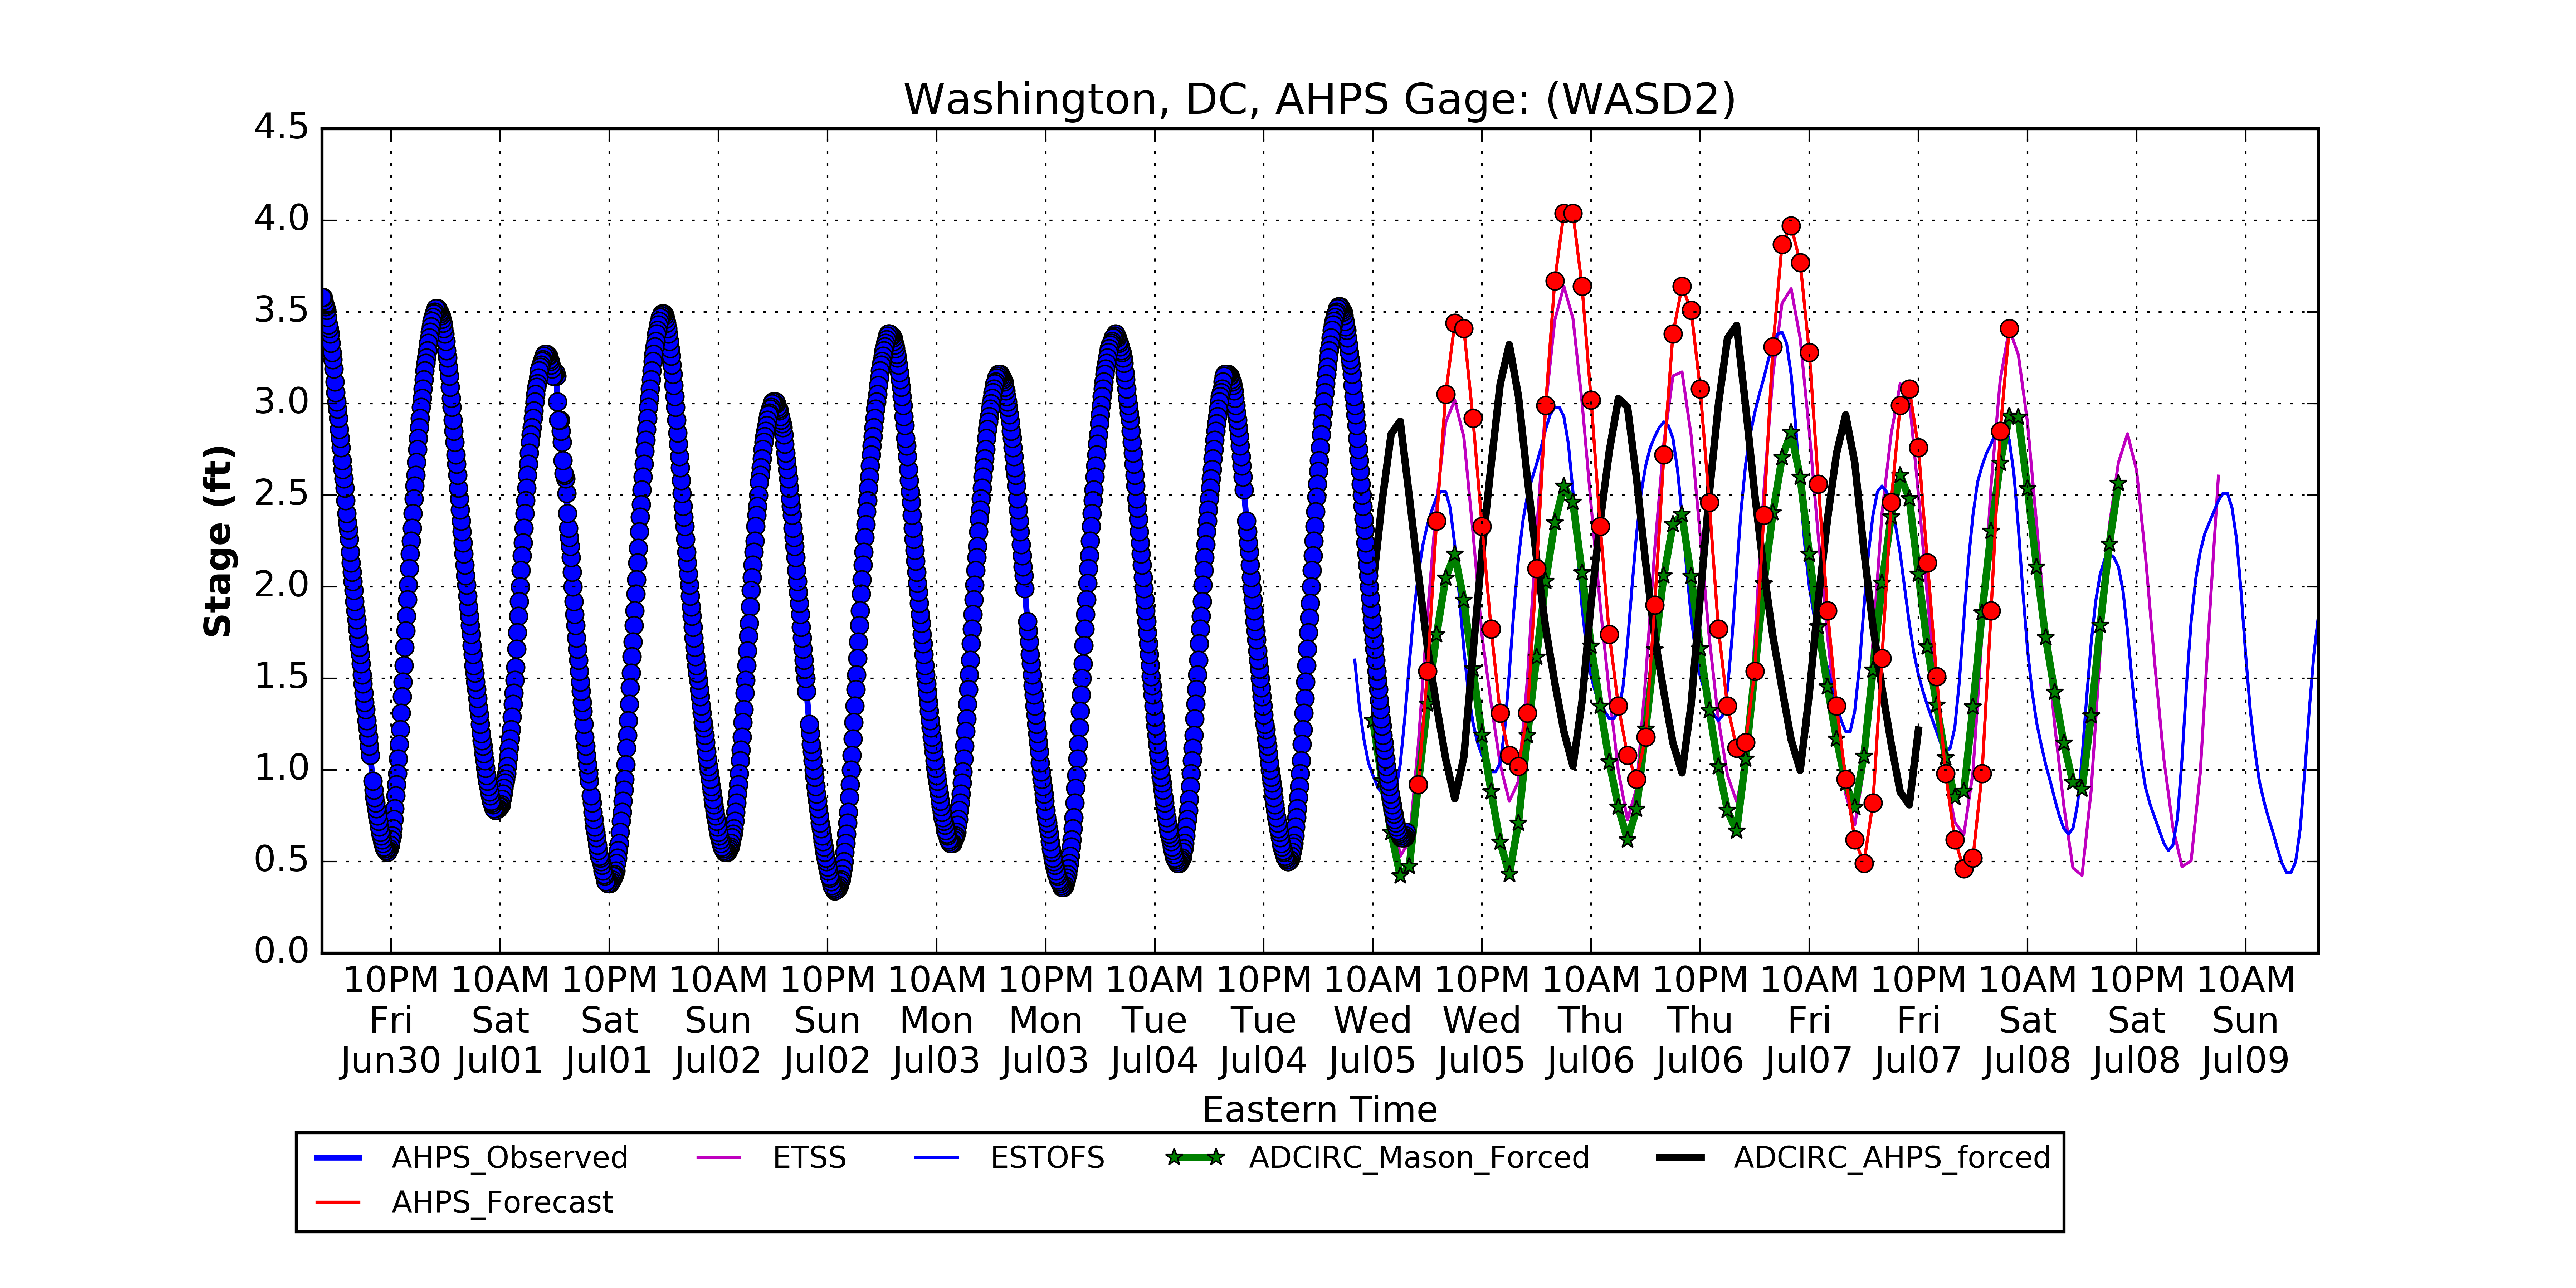 Washington, DC, AHPS Gage: (WASD2)
4.5
4.0
3.5
3.0
2.5
2.0
1.5
1.0
0.5
0.0
Stage (ft)
10PM 10AM 10PM 10AM 10PM 10AM 10PM 10AM 10PM 10AM 10PM 10AM 10PM 10AM 10PM 10AM 10PM 10AM
Fri Sat Sat Sun Sun Mon Mon Tue Tue Wed Wed Thu Thu Fri Fri Sat Sat Sun
Jun30 Jul01 Jul01 Jul02 Jul02 Jul03 Jul03 Jul04 Jul04 Jul05 Jul05 Jul06 Jul06 Jul07 Jul07 Jul08 Jul08 Jul09
Eastern Time
AHPS_Observed ETSS ESTOFS ADCIRC_Mason_Forced ADCIRC_AHPS_forced
AHPS_Forecast